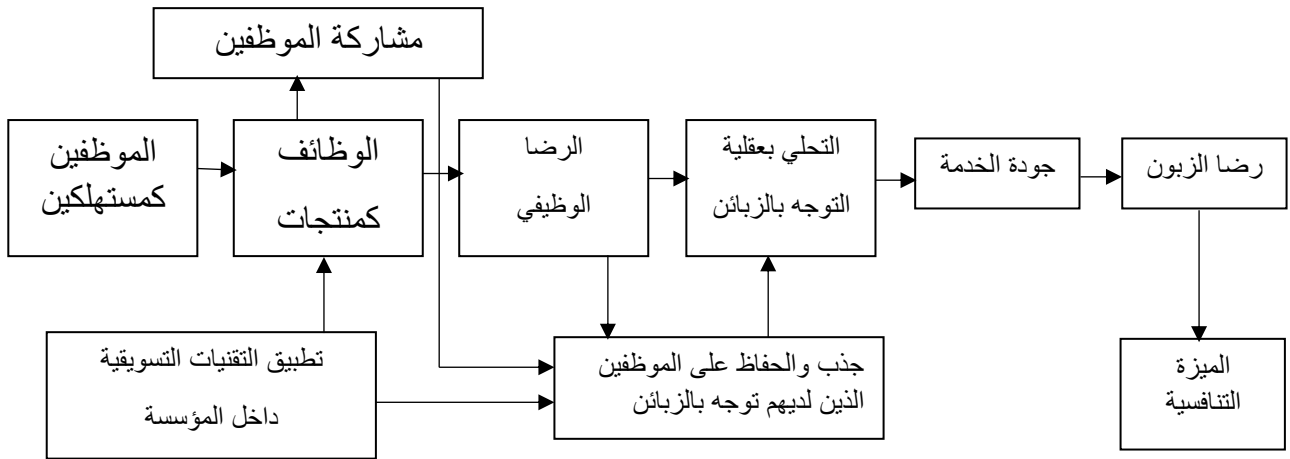 مشاركة الموظفين
الموظفين
كمستهلكين
الوظائف
كمنتجات
الرضا
الوظيفي
التحلي بعقلية
التوجه بالزبائن
جودة الخدمة
رضا الزبون
تطبيق التقنيات التسويقية
داخل المؤسسة
جذب والحفاظ على الموظفين
الذين لديهم توجه بالزبائن
الميزة
التنافسية